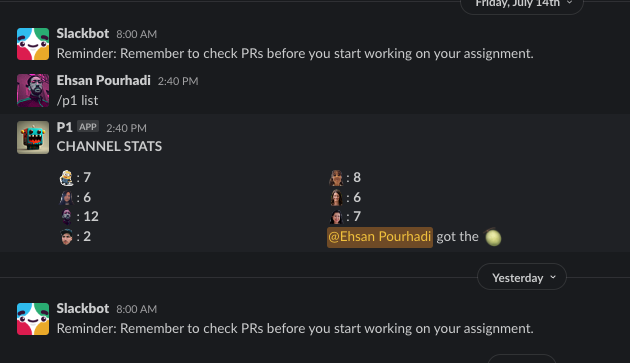 Friday, July 14th
Slackbot 8:00 AM
Reminder: Remember to check PRs before you start working on your assignment.
Ehsan Pourhadi 2:40 PM
/p1 list
P1 APP 2:40 PM
CHANNEL STATS
: 7 : 8
: 6 : 6
: 12 : 7
: 2 @Ehsan Pourhadi got the
Yesterday
Slackbot 8:00 AM
Reminder: Remember to check PRs before you start working on your assignment.